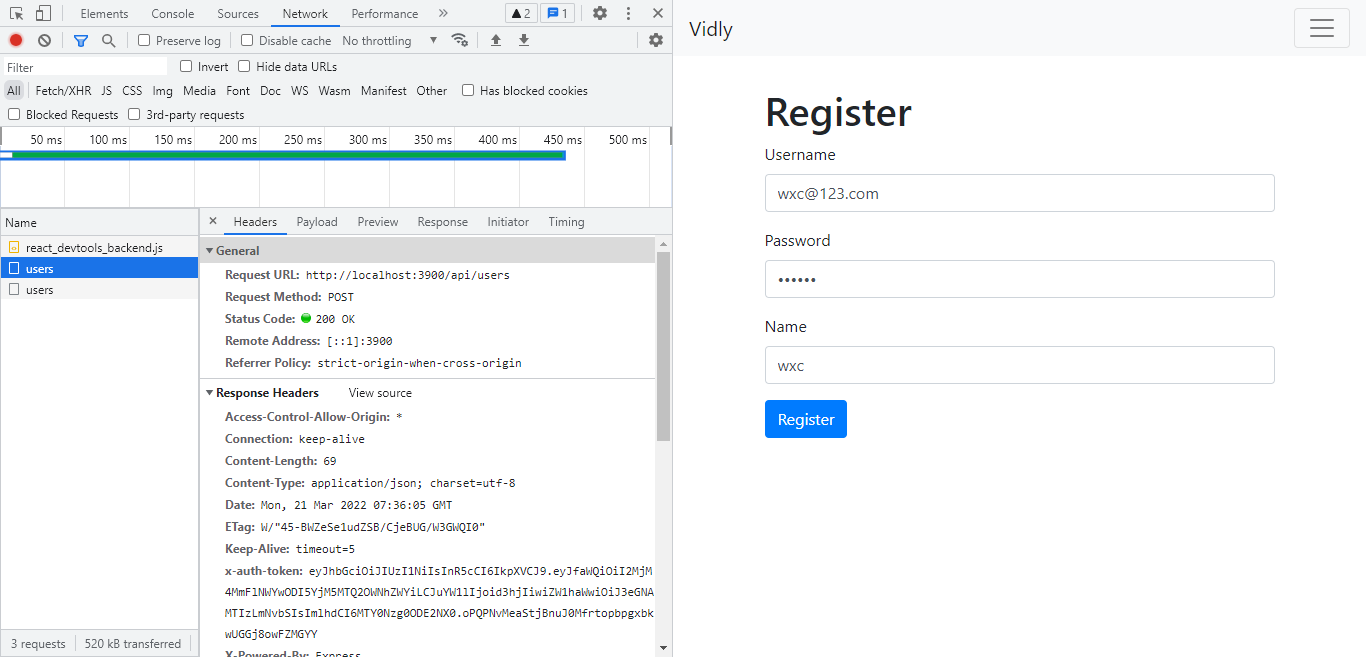 Elements Console Sources Network Performance » 2 1
Preserve log Disable cache No throttling
Filter Invert Hide data URLs
All Fetch/XHR JS CSS Img Media Font Doc WS Wasm Manifest Other Has blocked cookies
Blocked Requests 3rd-party requests
50 ms 100 ms 150 ms 200 ms 250 ms 300 ms 350 ms 400 ms 450 ms 500 ms
Name
react_devtools_backend.js
users
users
3 requests 520 kB transferred
Headers Payload Preview Response Initiator Timing
General
Request URL: http://localhost:3900/api/users
Request Method: POST
Status Code: 200 OK
Remote Address: [::1]:3900
Referrer Policy: strict-origin-when-cross-origin
Response Headers View source
Access-Control-Allow-Origin: *
Connection: keep-alive
Content-Length: 69
Content-Type: application/json; charset=utf-8
Date: Mon, 21 Mar 2022 07:36:05 GMT
ETag: W/"45-BWZeSe1udZSB/CjeBUG/W3GWQI0"
Keep-Alive: timeout=5
x-auth-token: eyJhbGciOiJIUzI1NiIsInR5cCI6IkpXVCJ9.eyJfaWQiOiI2MjM
4MmFlNWYwODI5YjM5MTQ2OWNhZWYiLCJuYW1lIjoid3hjIiwiZW1haWwiOiJ3eGNA
MTIzLmNvbSIsImlhdCI6MTY0Nzg0ODE2NX0.oPQPNvMeaStjBnuJ0Mfrtopbpgxbk
wUGGj8owFZMGYY
X-Powered-By: Express
Vidly
Register
Username
wxc@123.com
Password
••••••
Name
wxc
Register